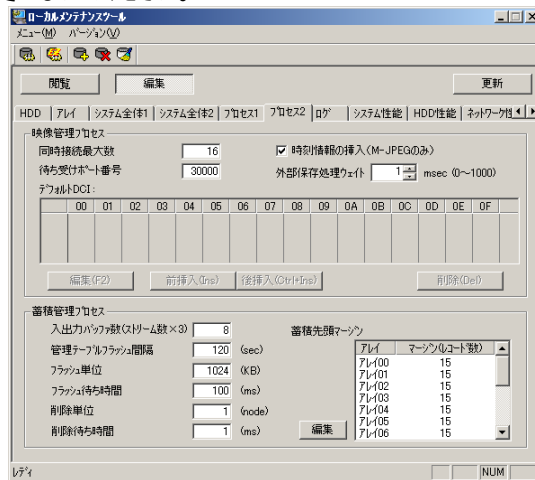 ローカルメンテナンスツール
メニュー(M) バージョン(V)
閲覧 編集 更新
HDD アレイ システム全体1 システム全体2 プロセス1 プロセス2 ログ システム性能 HDD性能 ネットワーク性
映像管理プロセス
同時接続最大数 16 時刻情報の挿入(M-JPEGのみ)
待ち受けポート番号 30000 外部保存処理ウェイト 1 msec (0～1000)
デフォルトDCI:
00 01 02 03 04 05 06 07 08 09 0A 0B 0C 0D 0E 0F
編集(F2) 前挿入(Ins) 後挿入(Ctrl+Ins) 削除(Del)
蓄積管理プロセス
入出力バッファ数(ストリーム数×3) 8 蓄積先頭マージン
管理テーブルフラッシュ間隔 120 (sec) アレイ マージン(レコード数)
フラッシュ単位 1024 (KB) アレイ00 15
アレイ01 15
フラッシュ待ち時間 100 (ms) アレイ02 15
アレイ03 15
削除単位 1 (node) アレイ04 15
アレイ05 15
削除待ち時間 1 (ms) 編集 アレイ06 15
レディ NUM